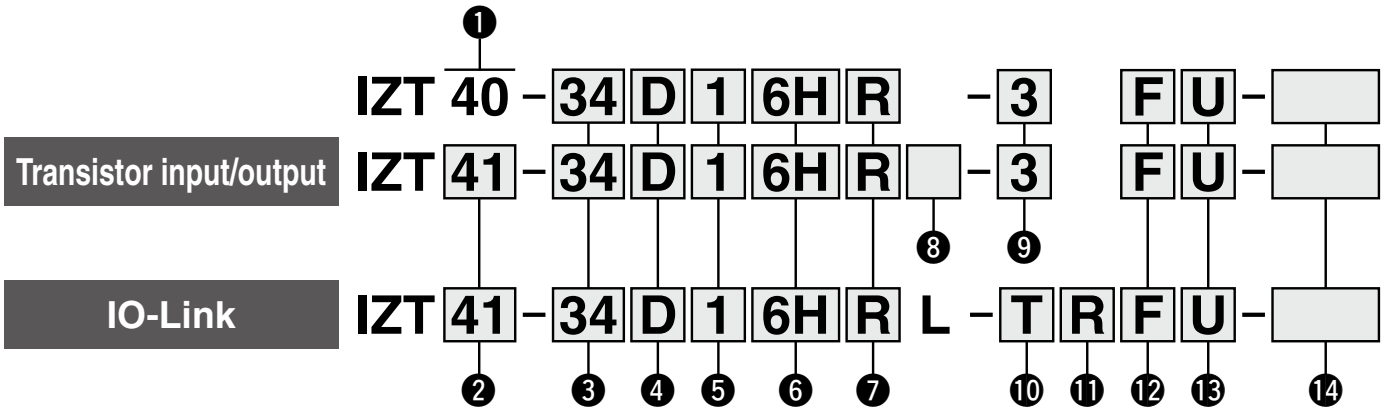 ❶
IZT 40 – 34 D 1 6H R – 3 F U –
Transistor input/output IZT 41 – 34 D 1 6H R – 3 F U –
❽ ❾
IO-Link IZT 41 – 34 D 1 6H R L – T R F U –
❷ ❸ ❹ ❺ ❻ ❼ ❿ ⓫ ⓬ ⓭ ⓮